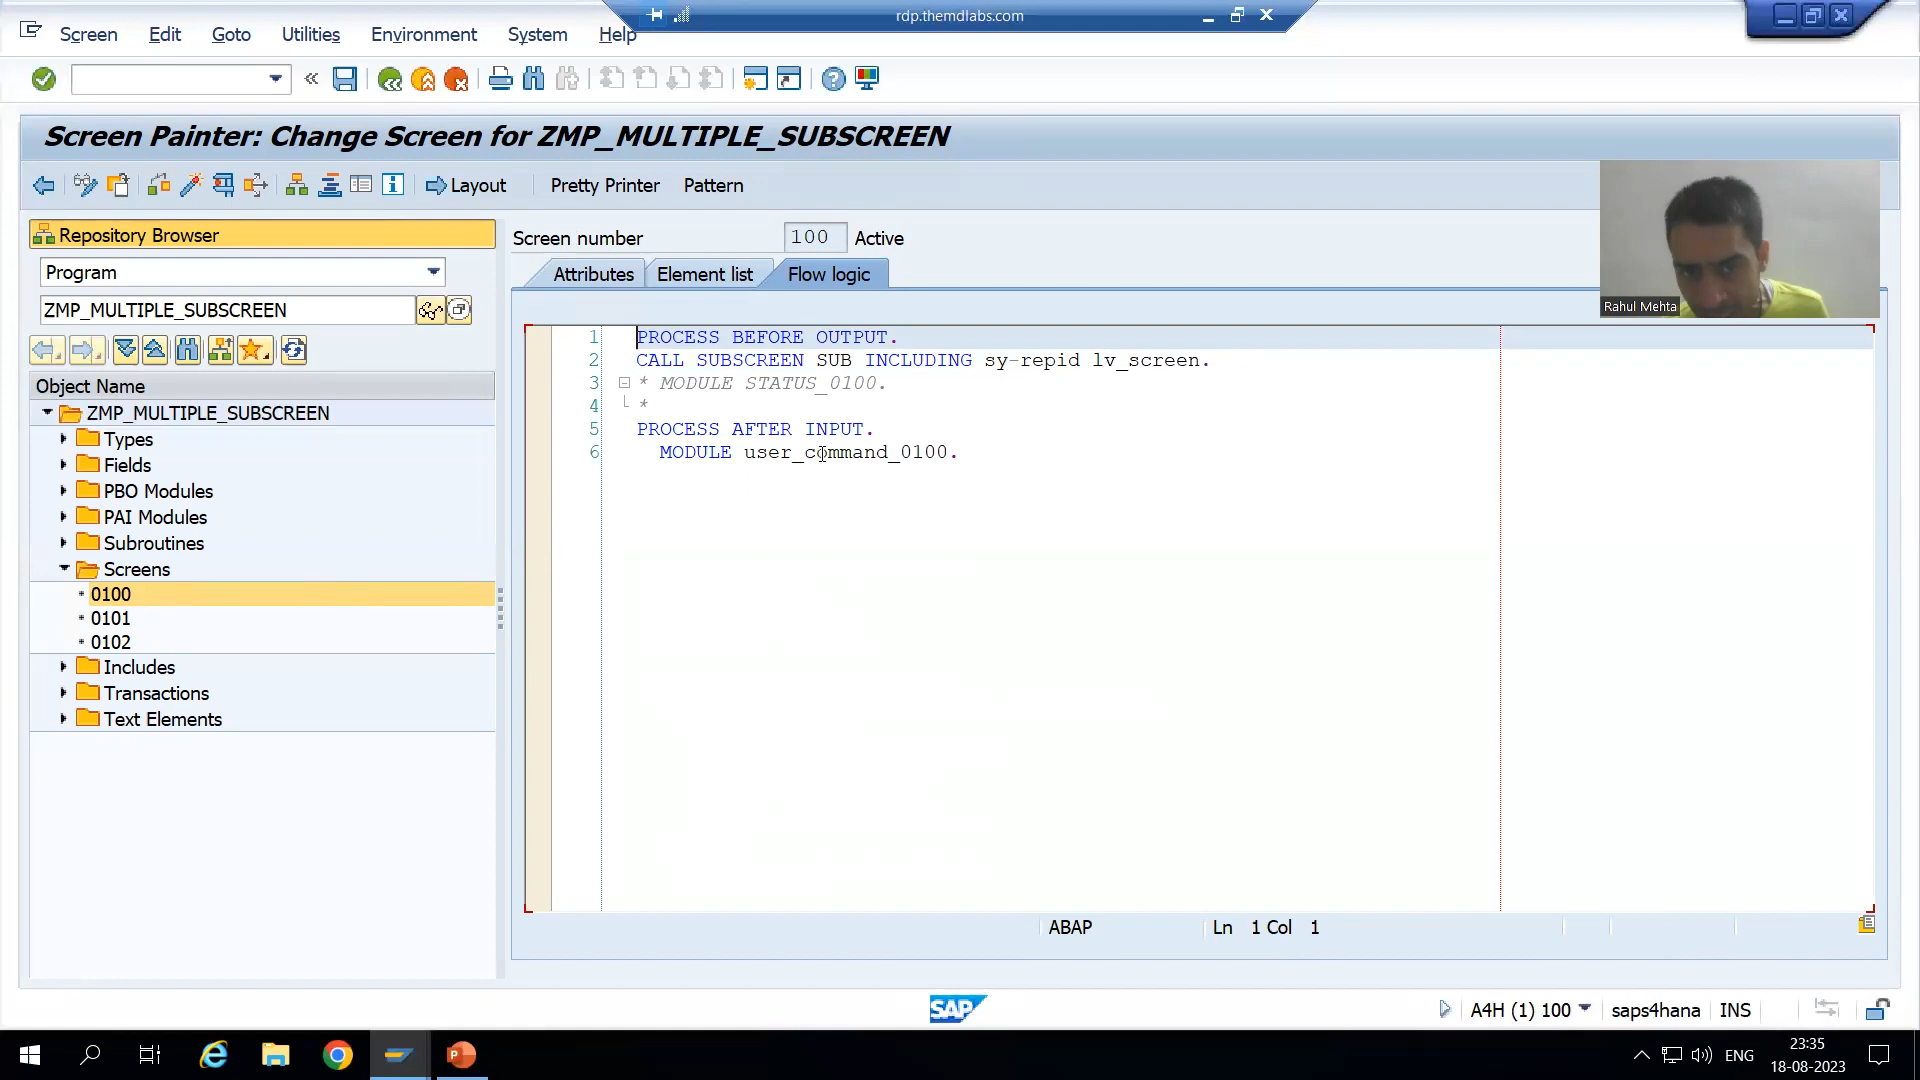 rdp.themdlabs.com
Screen Edit Goto Utilities Environment System Help
Screen Painter: Change Screen for ZMP_MULTIPLE_SUBSCREEN
Layout Pretty Printer Pattern
Repository Browser
Program
ZMP_MULTIPLE_SUBSCREEN
Object Name
ZMP_MULTIPLE_SUBSCREEN
Types
Fields
PBO Modules
PAI Modules
Subroutines
Screens
0100
0101
0102
Includes
Transactions
Text Elements
Screen number 100 Active
Attributes Element list Flow logic
1 PROCESS BEFORE OUTPUT.
2 CALL SUBSCREEN SUB INCLUDING sy-repid lv_screen.
3 * MODULE STATUS_0100.
4 *
5 PROCESS AFTER INPUT.
6 MODULE user_command_0100.
ABAP Ln 1 Col 1
Rahul Mehta
SAP
A4H (1) 100 saps4hana INS
ENG
23:35
18-08-2023